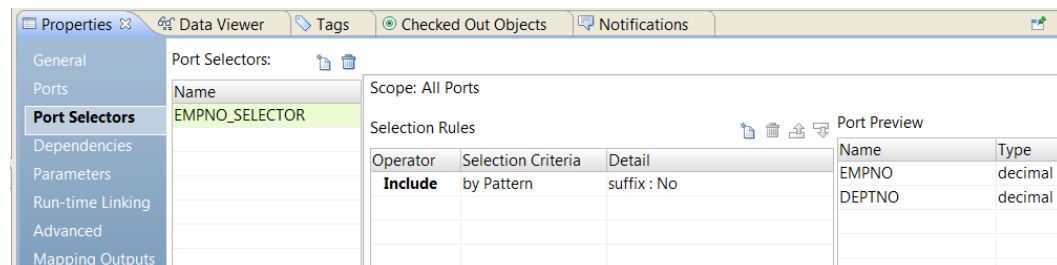 Properties Data Viewer Tags Checked Out Objects Notifications
General
Ports
Port Selectors
Dependencies
Parameters
Run-time Linking
Advanced
Mapping Outputs
Port Selectors:
Name
EMPNO_SELECTOR
Scope: All Ports
Selection Rules
Operator Selection Criteria Detail
Include by Pattern suffix : No
Port Preview
Name Type
EMPNO decimal
DEPTNO decimal